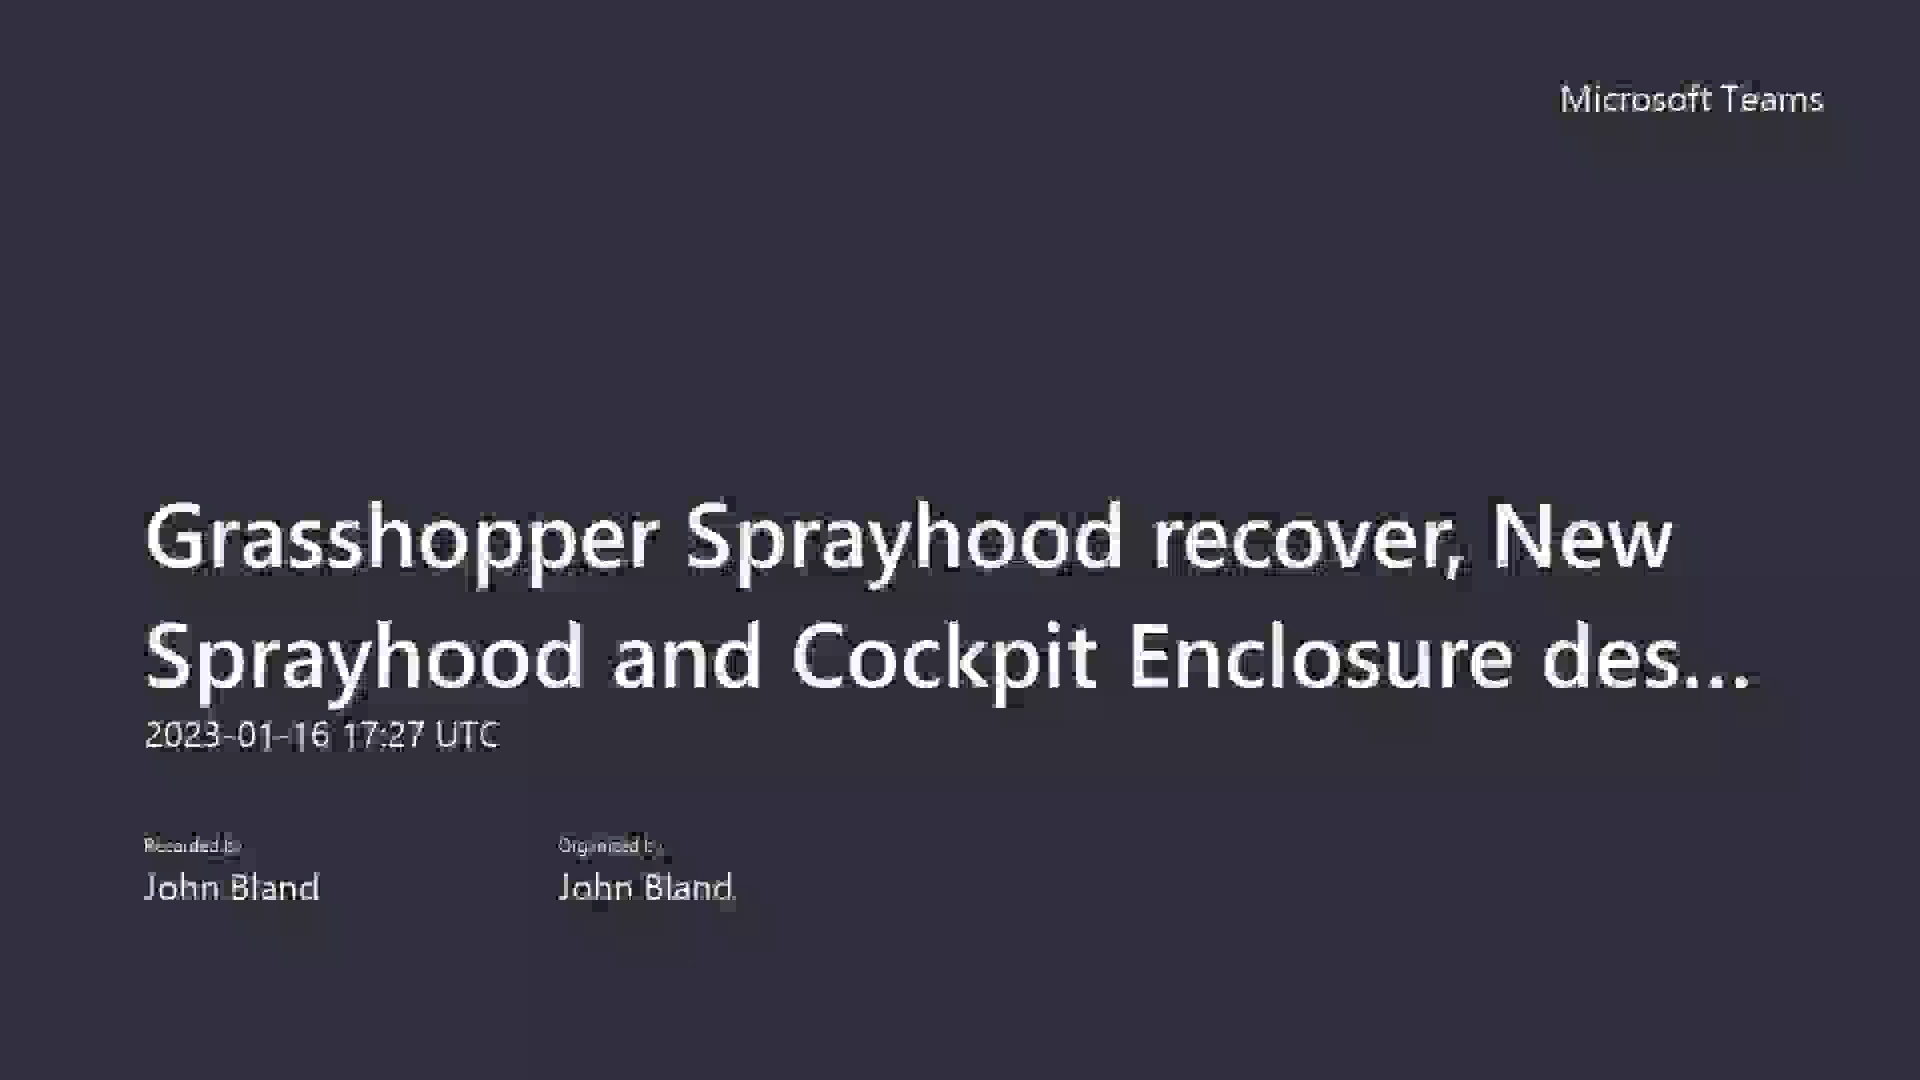 Microsoft Teams
Grasshopper Sprayhood recover, New
Sprayhood and Cockpit Enclosure des...
2023-01-16 17:27 UTC
Recorded by
Organized by
John Bland
John Bland